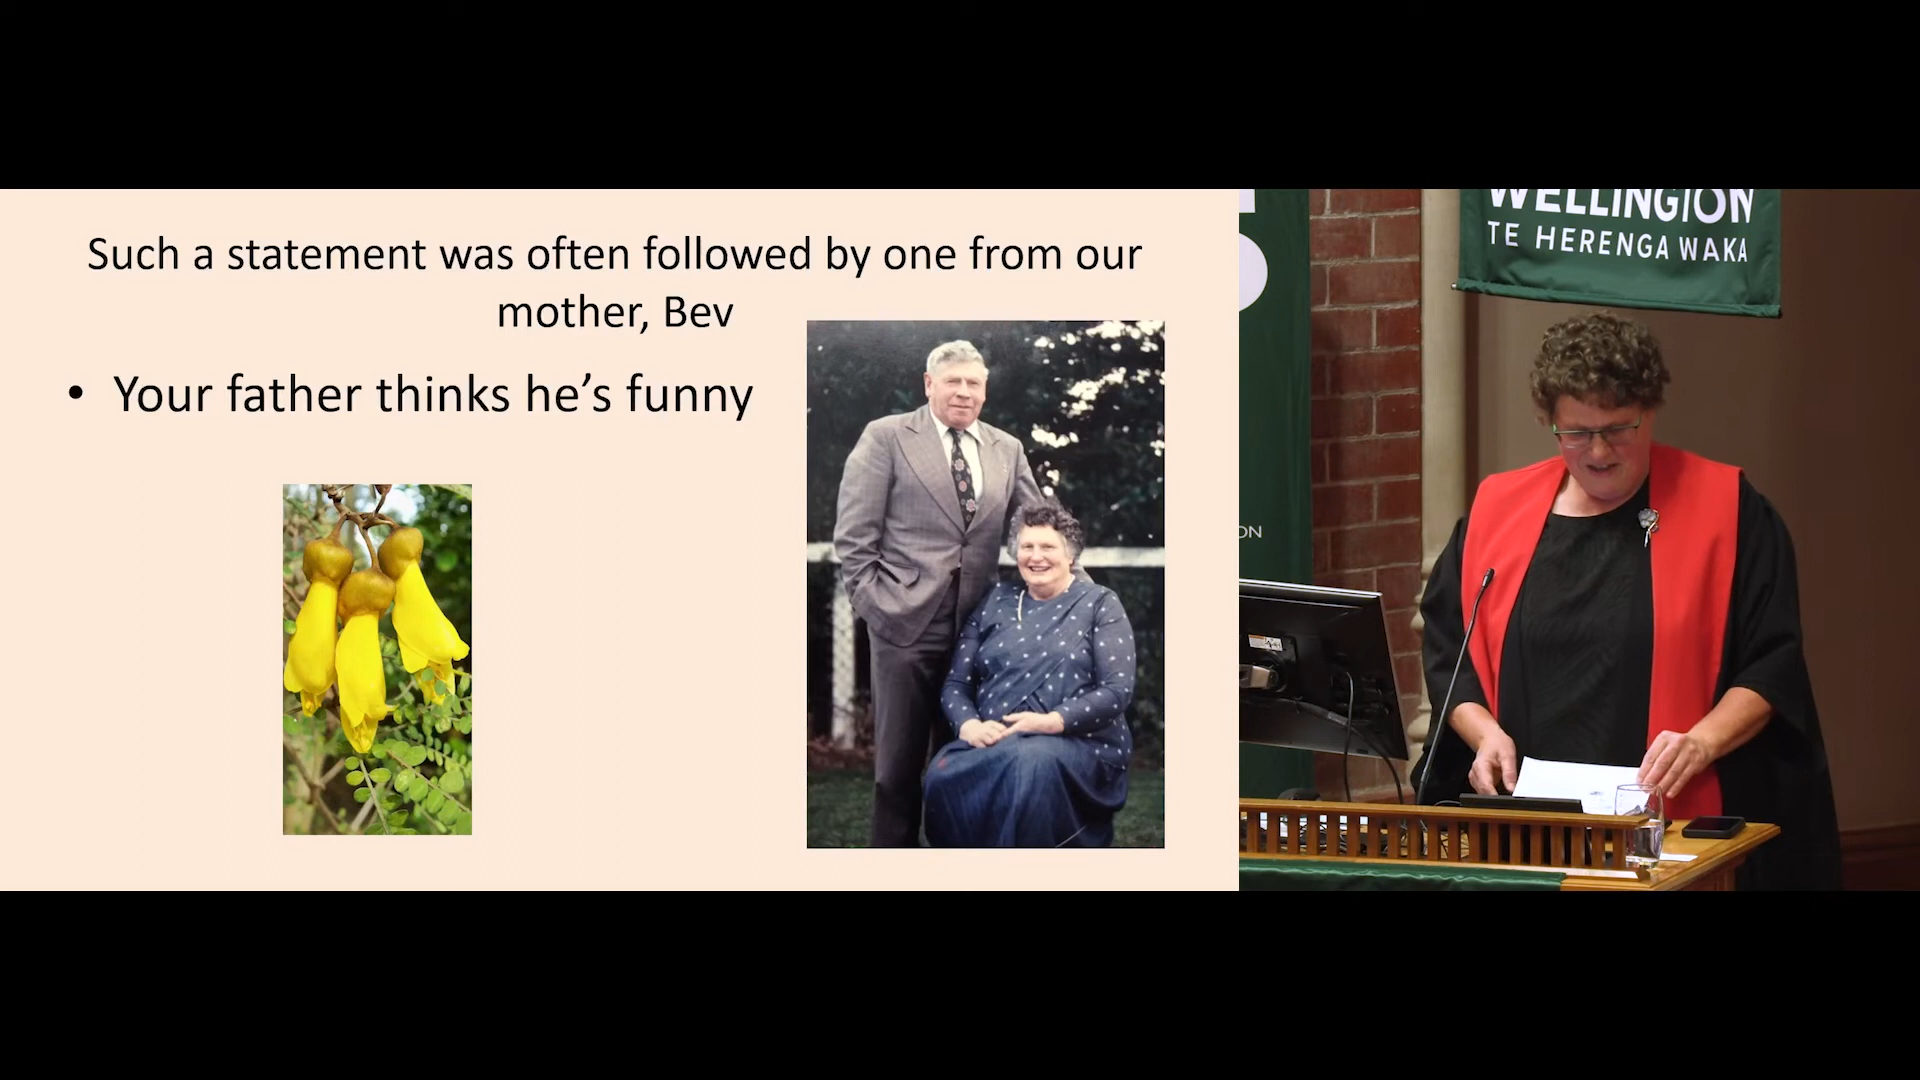 Such a statement was often followed by one from our
mother, Bev
• Your father thinks he’s funny
WELLINGTON
TE HERENGA WAKA
ON